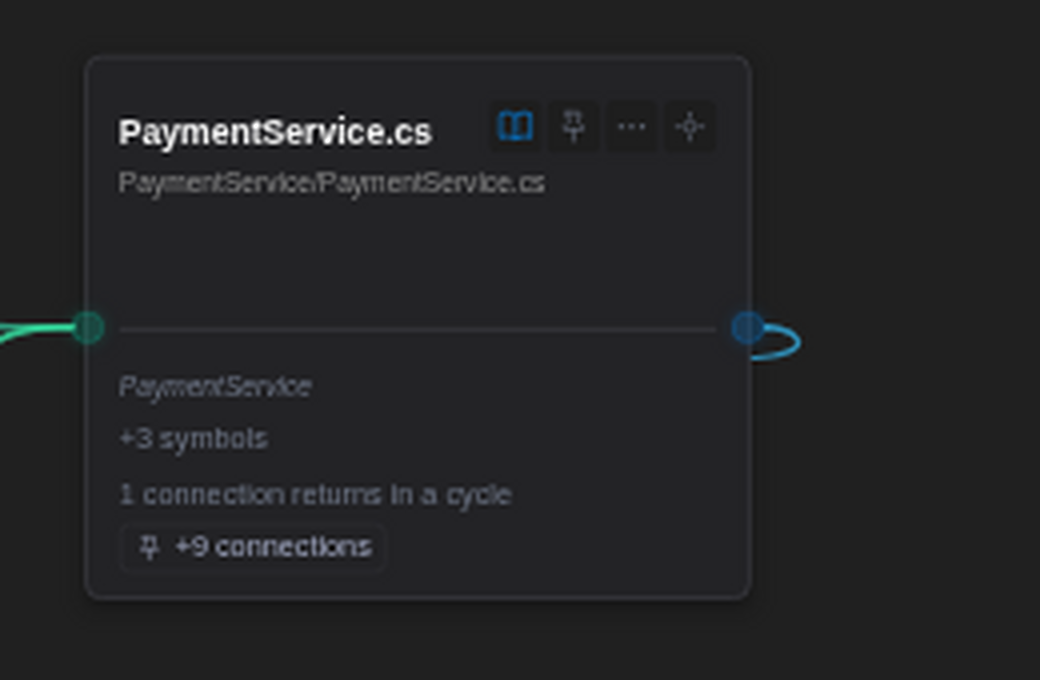 PaymentService.cs
PaymentService/PaymentService.cs
PaymentService
+3 symbols
1 connection returns in a cycle
+9 connections